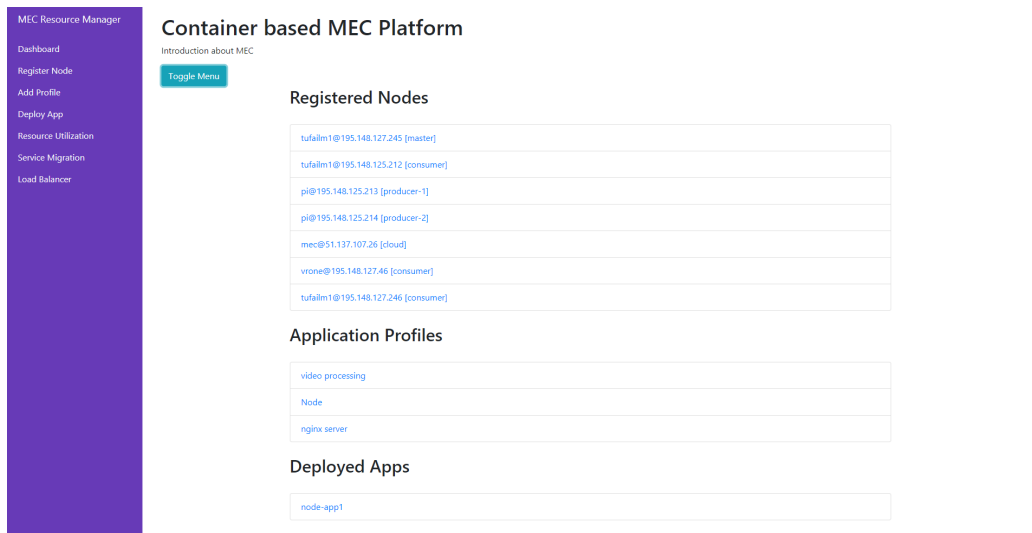 MEC Resource Manager
Dashboard
Register Node
Add Profile
Deploy App
Resource Utilization
Service Migration
Load Balancer
Container based MEC Platform
Introduction about MEC
Toggle Menu
Registered Nodes
tufailm1@195.148.127.245 [master]
tufailm1@195.148.125.212 [consumer]
pi@195.148.125.213 [producer-1]
pi@195.148.125.214 [producer-2]
mec@51.137.107.26 [cloud]
vrone@195.148.127.46 [consumer]
tufailm1@195.148.127.246 [consumer]
Application Profiles
video processing
Node
nginx server
Deployed Apps
node-app1